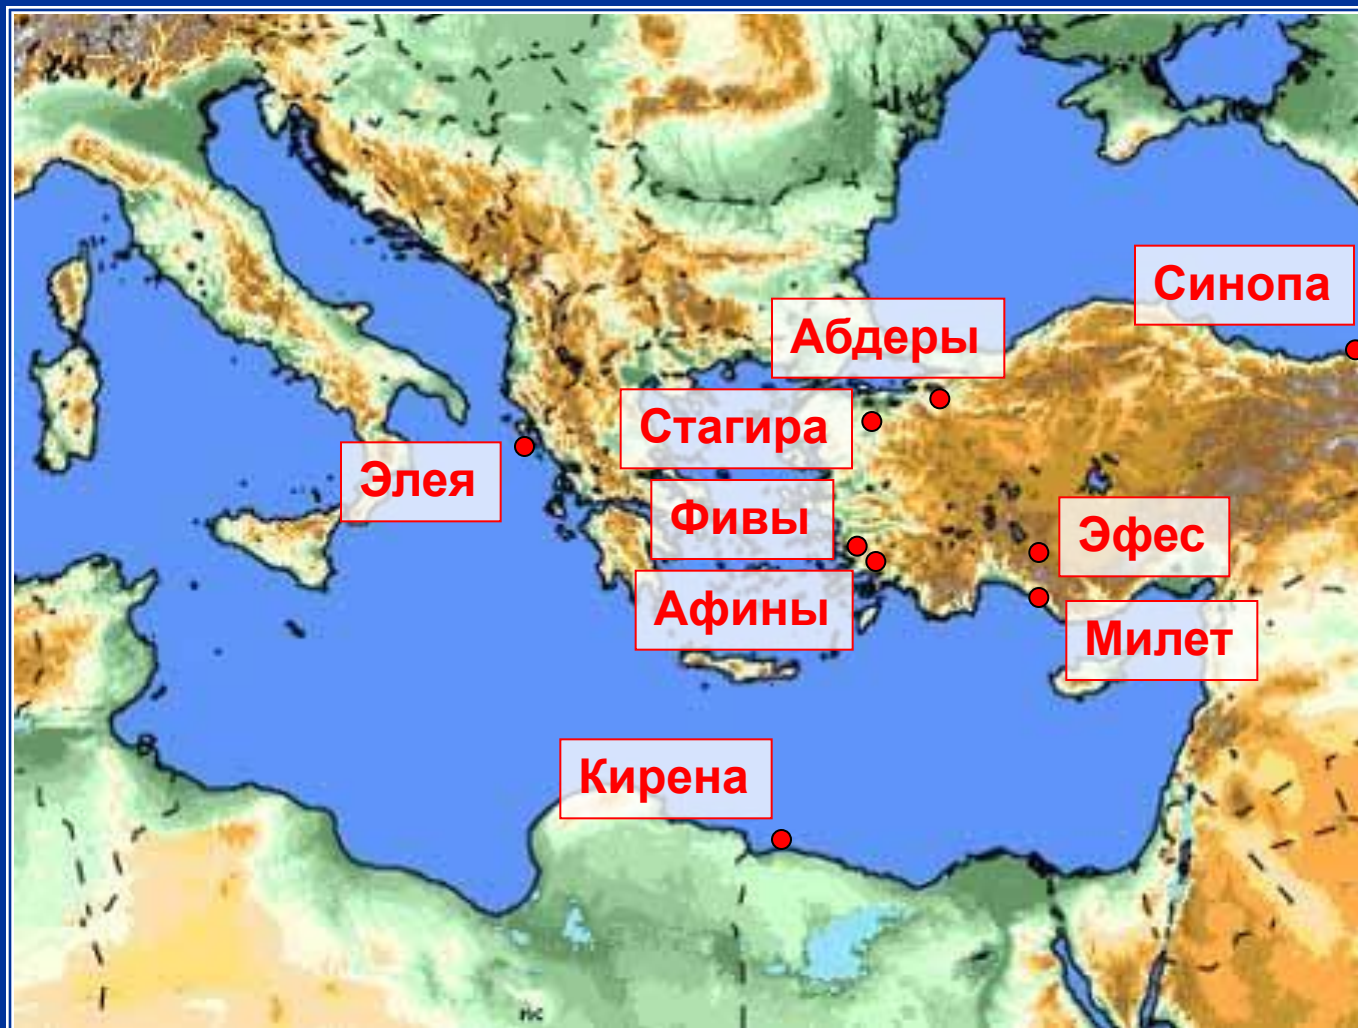 Синопа
Абдеры
Стагира
Элея
Фивы
Эфес
Афины
Милет
Кирена